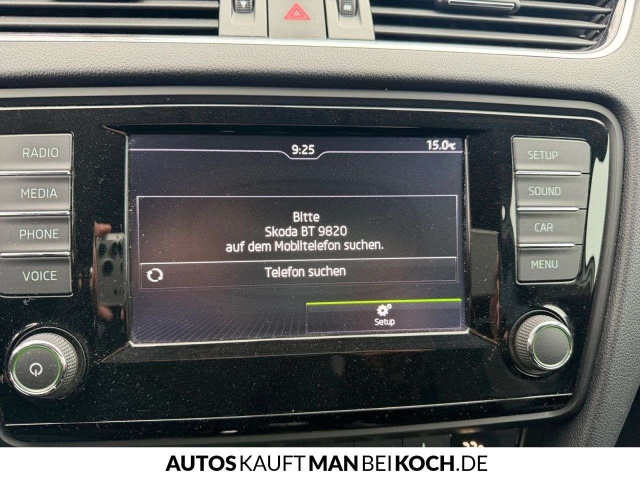 9:25
15.0°C
RADIO
MEDIA
PHONE
VOICE
SETUP
SOUND
CAR
MENU
Bitte
Skoda BT 9820
auf dem Mobiltelefon suchen.
Telefon suchen
Setup
AUTOSKAUFTMANBEIKOCH.DE